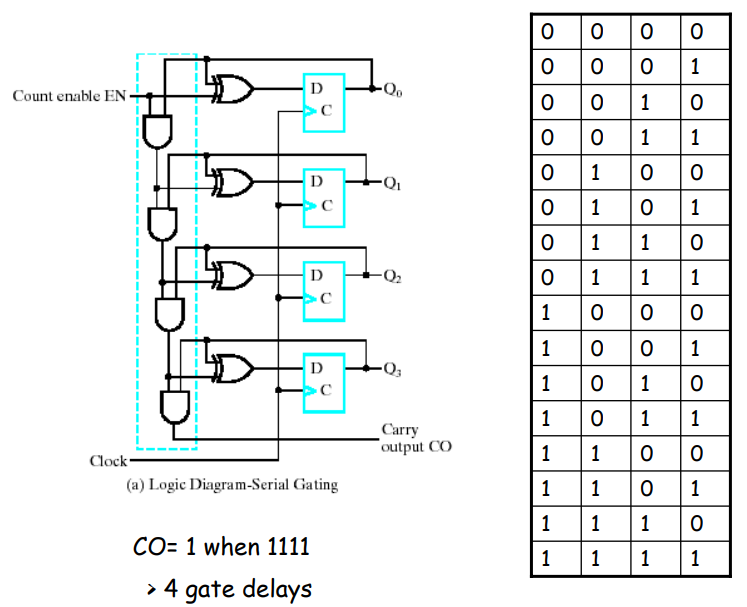 Count enable EN
D
C
Q0
D
C
Q1
D
C
Q2
D
C
Q3
Carry
output CO
Clock
(a) Logic Diagram-Serial Gating
CO= 1 when 1111
> 4 gate delays
0 0 0 0
0 0 0 1
0 0 1 0
0 0 1 1
0 1 0 0
0 1 0 1
0 1 1 0
0 1 1 1
1 0 0 0
1 0 0 1
1 0 1 0
1 0 1 1
1 1 0 0
1 1 0 1
1 1 1 0
1 1 1 1